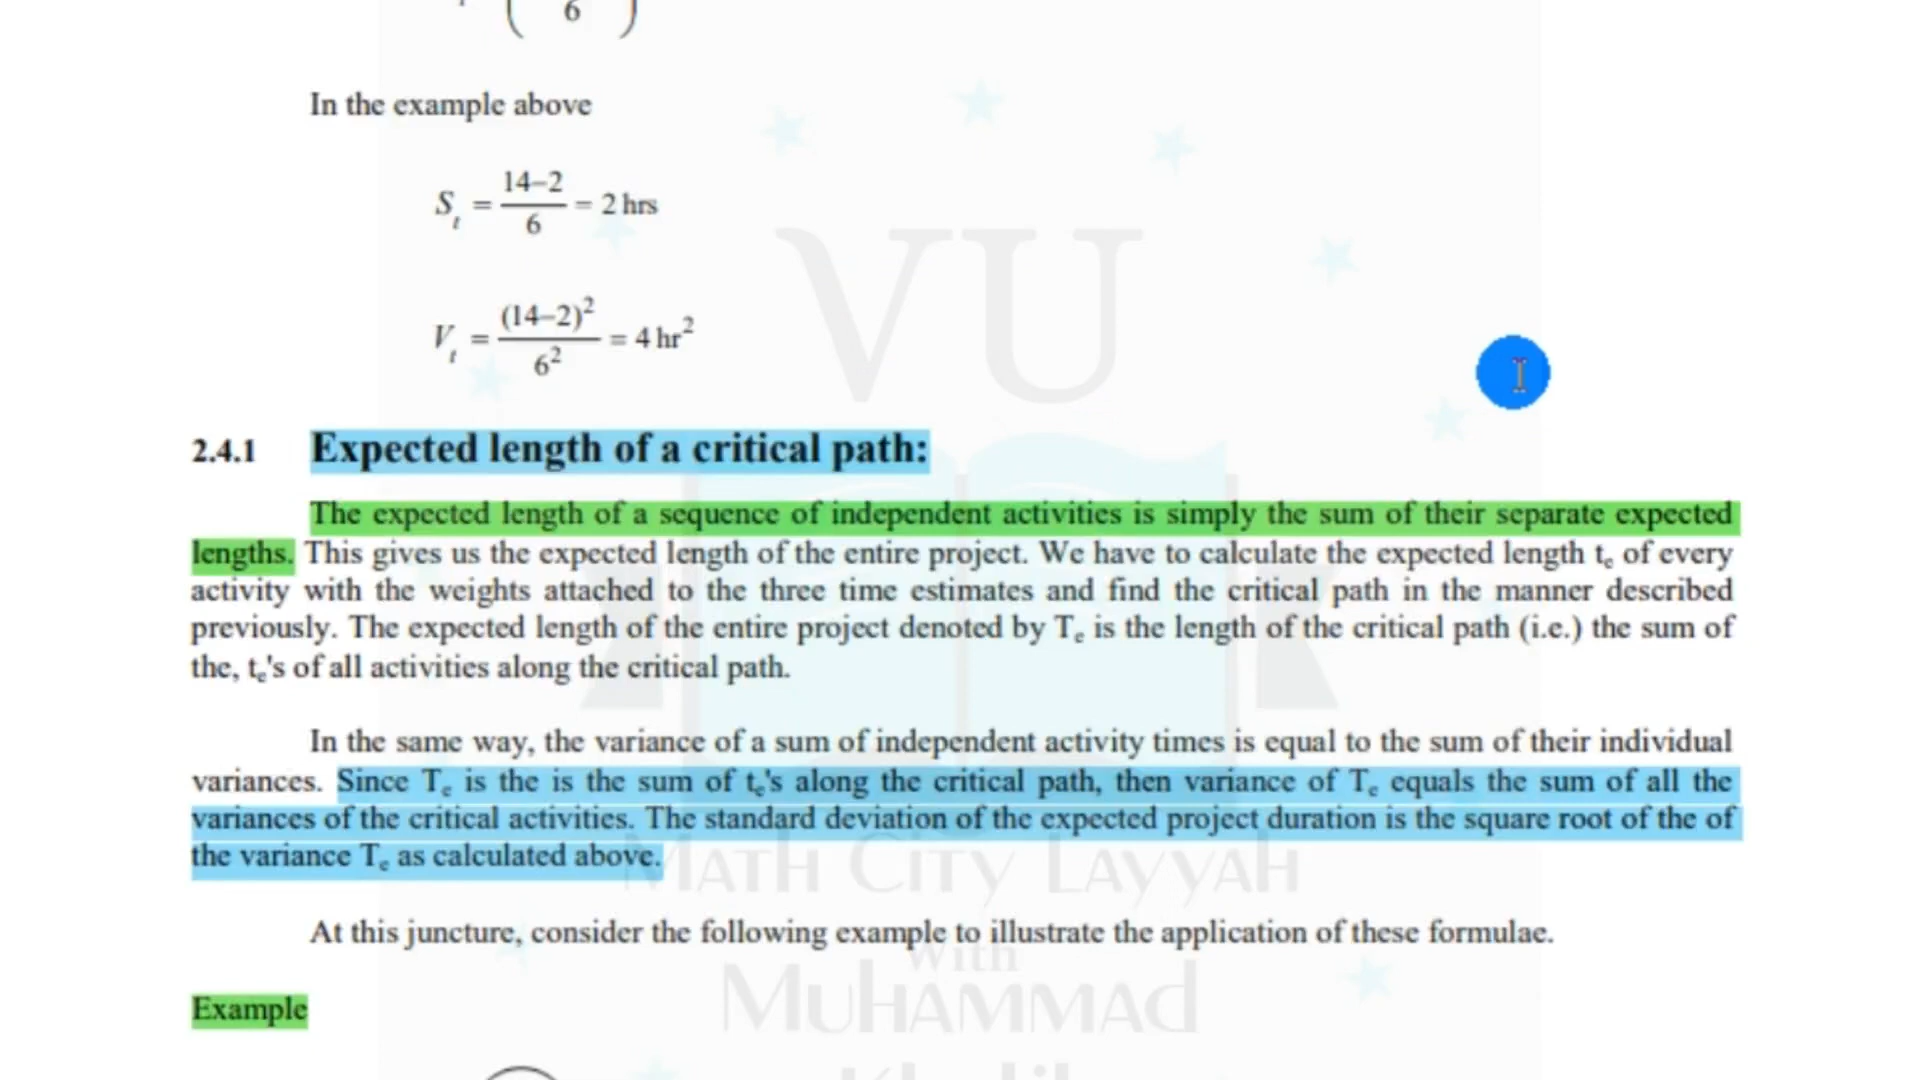 6
In the example above
S_t = 14–2 / 6 = 2 hrs
V_t = (14–2)² / 6² = 4 hr²
2.4.1 Expected length of a critical path:
The expected length of a sequence of independent activities is simply the sum of their separate expected
lengths. This gives us the expected length of the entire project. We have to calculate the expected length tₑ of every
activity with the weights attached to the three time estimates and find the critical path in the manner described
previously. The expected length of the entire project denoted by Tₑ is the length of the critical path (i.e.) the sum of
the, tₑ's of all activities along the critical path.
In the same way, the variance of a sum of independent activity times is equal to the sum of their individual
variances. Since Tₑ is the is the sum of tₑ's along the critical path, then variance of Tₑ equals the sum of all the
variances of the critical activities. The standard deviation of the expected project duration is the square root of the of
the variance Tₑ as calculated above.
At this juncture, consider the following example to illustrate the application of these formulae.
Example
VU
Math City Layyah
With
Muhammad